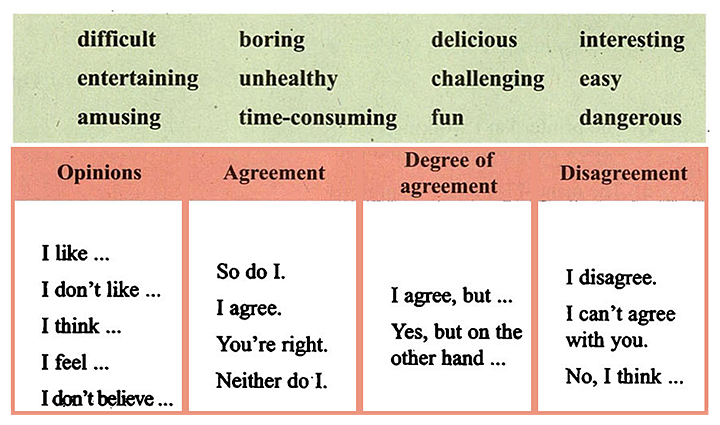 difficult boring delicious interesting
entertaining unhealthy challenging easy
amusing time-consuming fun dangerous
Opinions
Agreement
Degree of
agreement
Disagreement
I like ...
I don't like ...
I think ...
I feel ...
I don't believe ...
So do I.
I agree.
You're right.
Neither do I.
I agree, but ...
Yes, but on the
other hand ...
I disagree.
I can't agree
with you.
No, I think ...